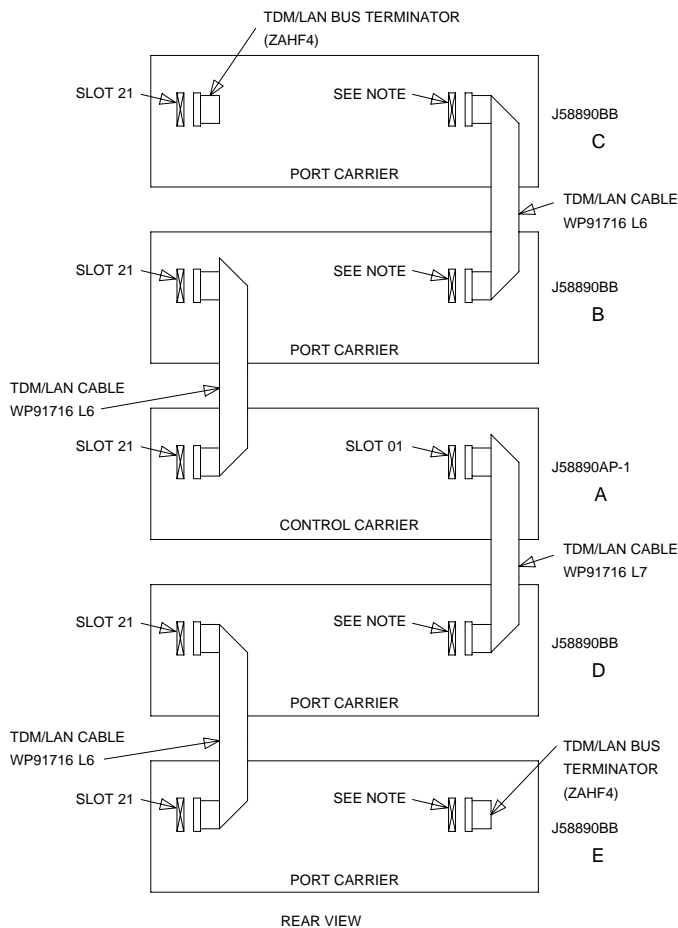 TDM/LAN BUS TERMINATOR
(ZAHF4)
SLOT 21
SEE NOTE
J58890BB
C
PORT CARRIER
TDM/LAN CABLE
WP91716 L6
SLOT 21
SEE NOTE
J58890BB
B
PORT CARRIER
TDM/LAN CABLE
WP91716 L6
SLOT 21
SLOT 01
J58890AP-1
A
CONTROL CARRIER
TDM/LAN CABLE
WP91716 L7
SLOT 21
SEE NOTE
J58890BB
D
PORT CARRIER
TDM/LAN CABLE
WP91716 L6
TDM/LAN BUS
TERMINATOR
(ZAHF4)
SLOT 21
SEE NOTE
J58890BB
E
PORT CARRIER
REAR VIEW